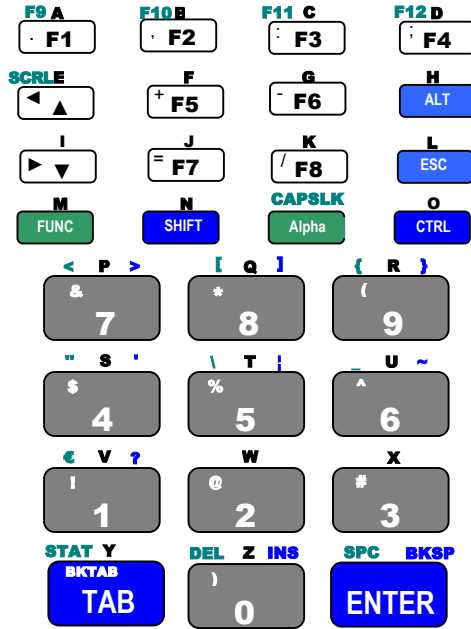 F9 A F10 B F11 C F12 D
. F1 , F2 : F3 ; F4
SCRL E F G H
◄ ▲ + F5 - F6 ALT
I J K L
► ▼ = F7 / F8 ESC
M N CAPSLK O
FUNC SHIFT Alpha CTRL
< P > [ Q ] { R }
& * (
7 8 9
" S ' \ T ¦ _ U ~
$ % ^
4 5 6
€ V ? W X
! @ #
1 2 3
STAT Y DEL Z INS SPC BKSP
BKTAB )
TAB 0 ENTER